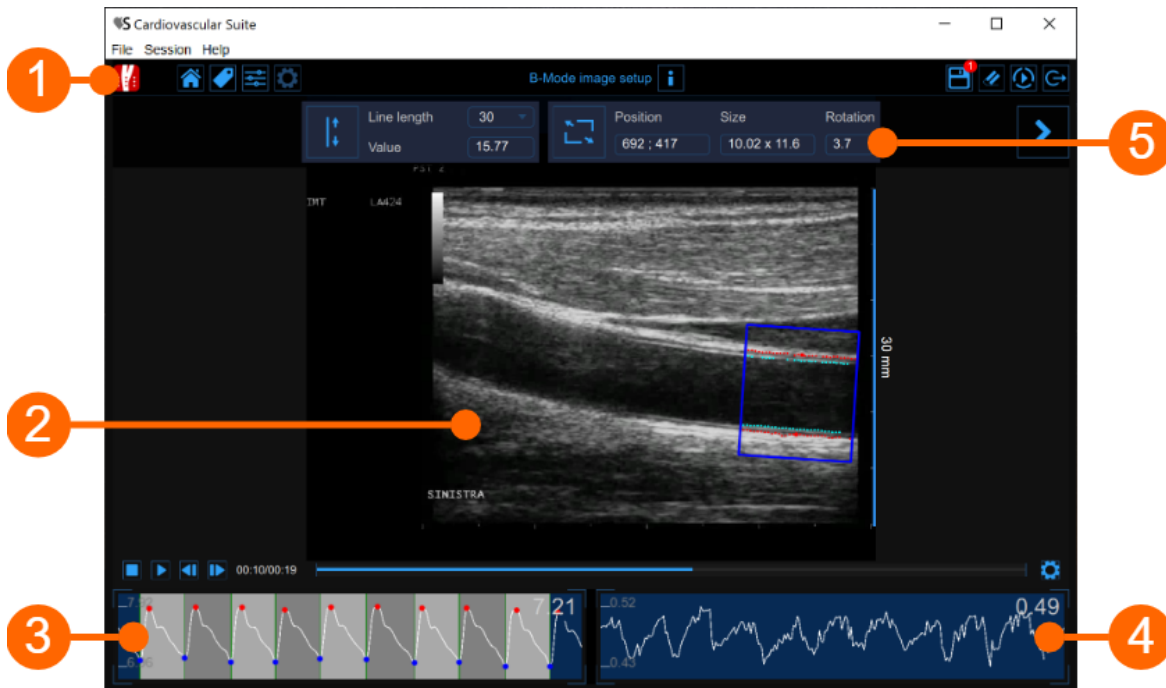 S Cardiovascular Suite
File Session Help
1
B-Mode image setup i
1
Line length 30
Value 15.77
Position Size Rotation
692 ; 417 10.02 x 11.6 3.7
5
IMT LA424
30 mm
2
SINISTRA
00:10/00:19
7.21
0.52
0.49
3
4
0.43